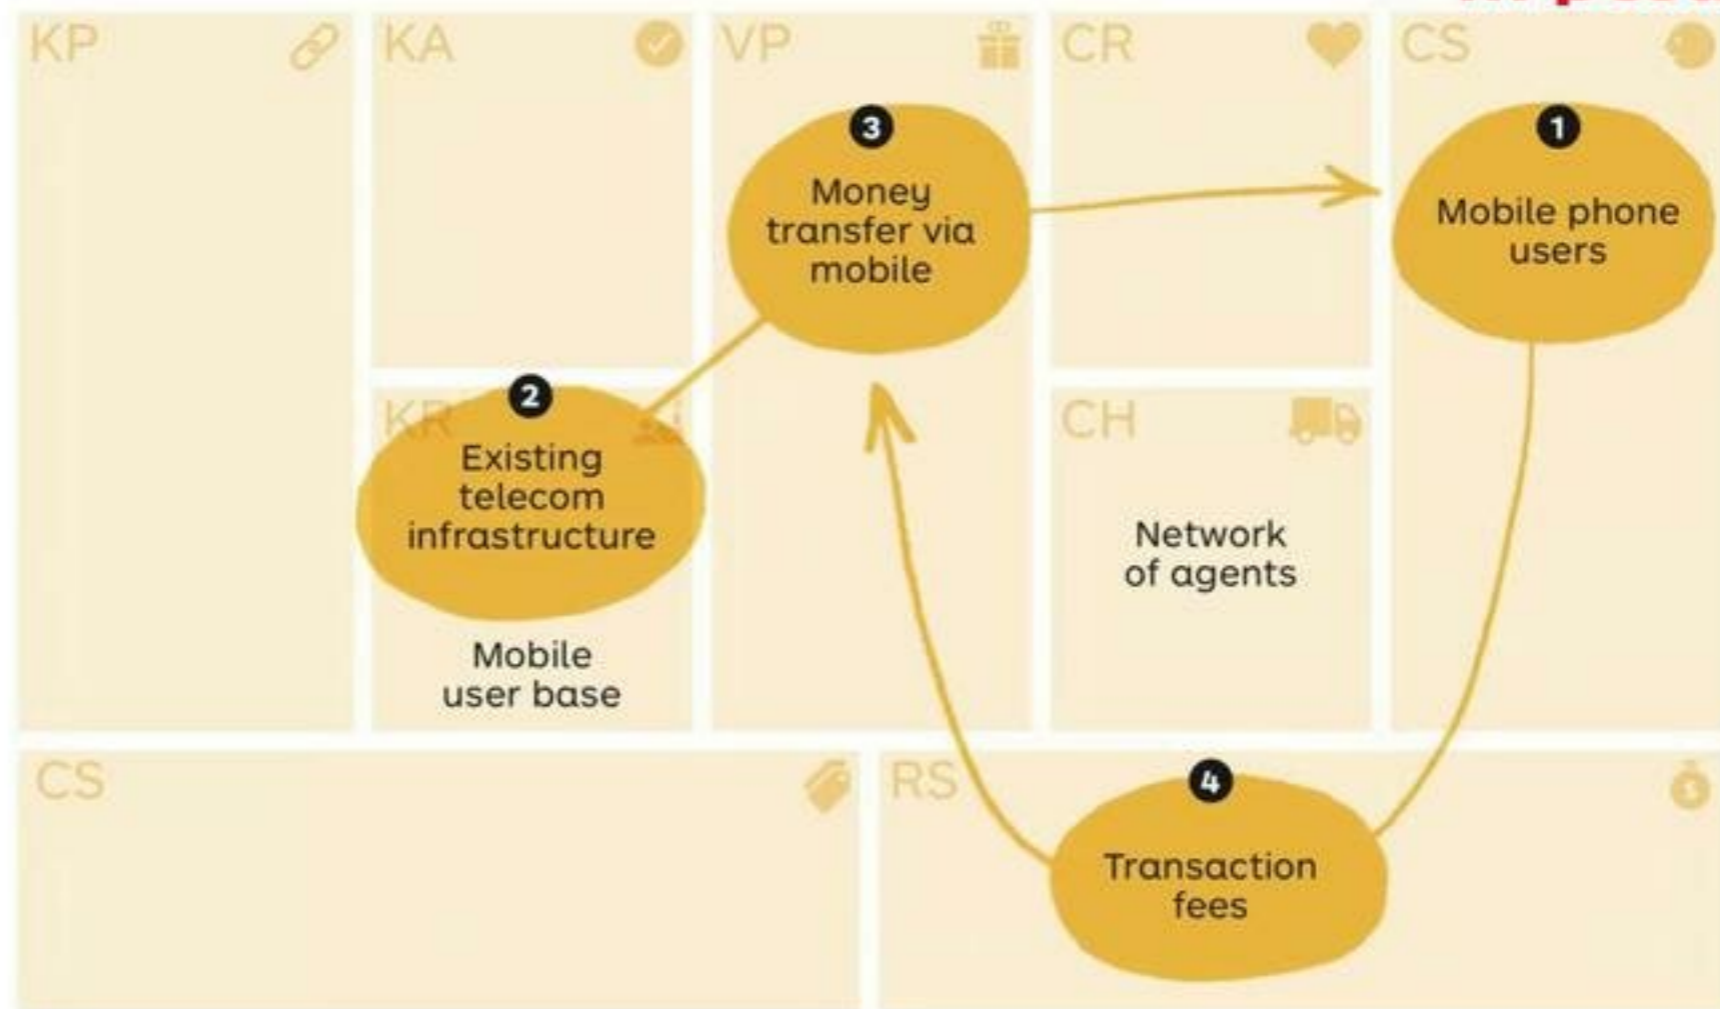 KP
KA
VP
CR
CS
3
Money
transfer via
mobile
1
Mobile phone
users
2
KR
Existing
telecom
infrastructure
Mobile
user base
CH
Network
of agents
CS
RS
4
Transaction
fees